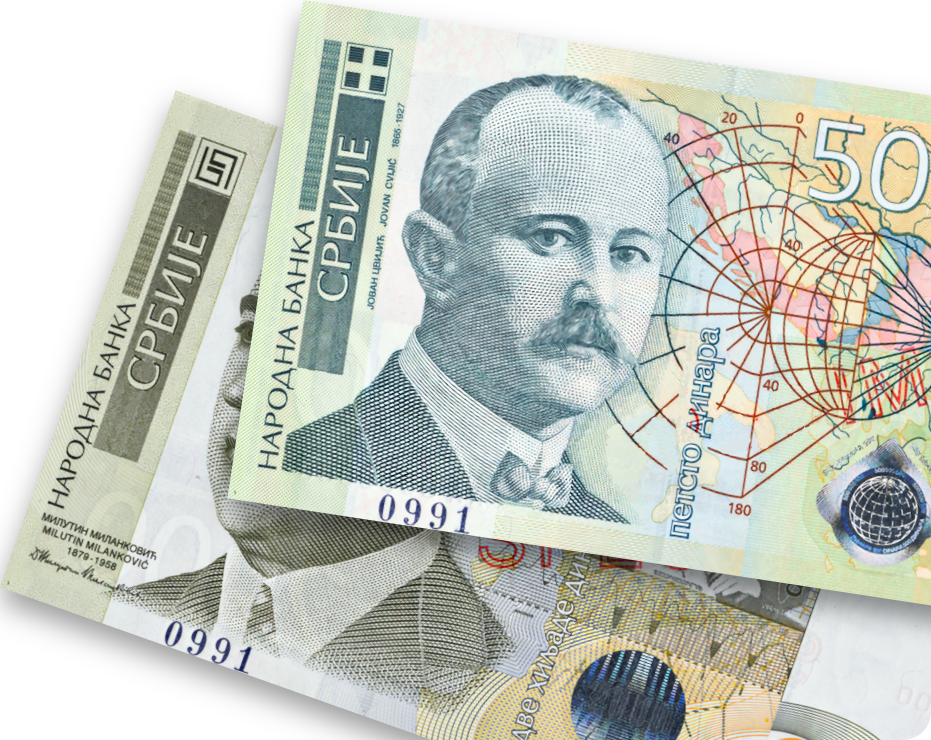 НАРОДНА БАНКА
СРБИЈЕ
ЈОВАН ЦВИЈИЋ JOVAN CVIJIĆ 1865-1927
0991
петсто динара
50
20
0
40
40
40
80
180
НАРОДНА БАНКА
СРБИЈЕ
МИЛУТИН МИЛАНКОВИЋ
MILUTIN MILANKOVIĆ
1879-1958
0991
две хиљаде ди